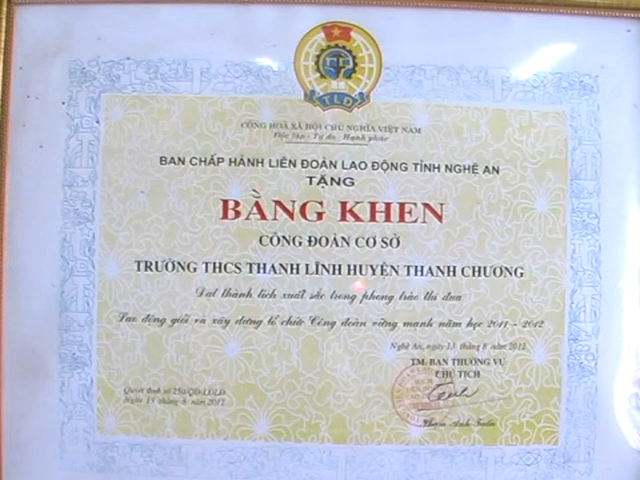 TLĐ
CỘNG HOÀ XÃ HỘI CHỦ NGHĨA VIỆT NAM
Độc lập - Tự do - Hạnh phúc
BAN CHẤP HÀNH LIÊN ĐOÀN LAO ĐỘNG TỈNH NGHỆ AN
TẶNG
BẰNG KHEN
CÔNG ĐOÀN CƠ SỞ
TRƯỜNG THCS THANH LĨNH HUYỆN THANH CHƯƠNG
Đạt thành tích xuất sắc trong phong trào thi đua
Lao động giỏi và xây dựng tổ chức Công đoàn vững mạnh năm học 2011 - 2012
Nghệ An, ngày 13 tháng 8 năm 2012
TM. BAN THƯỜNG VỤ
CHỦ TỊCH
Quyết định số 250/QĐ-LĐLĐ
Ngày 13 tháng 8 năm 2012
Anh Tuấn